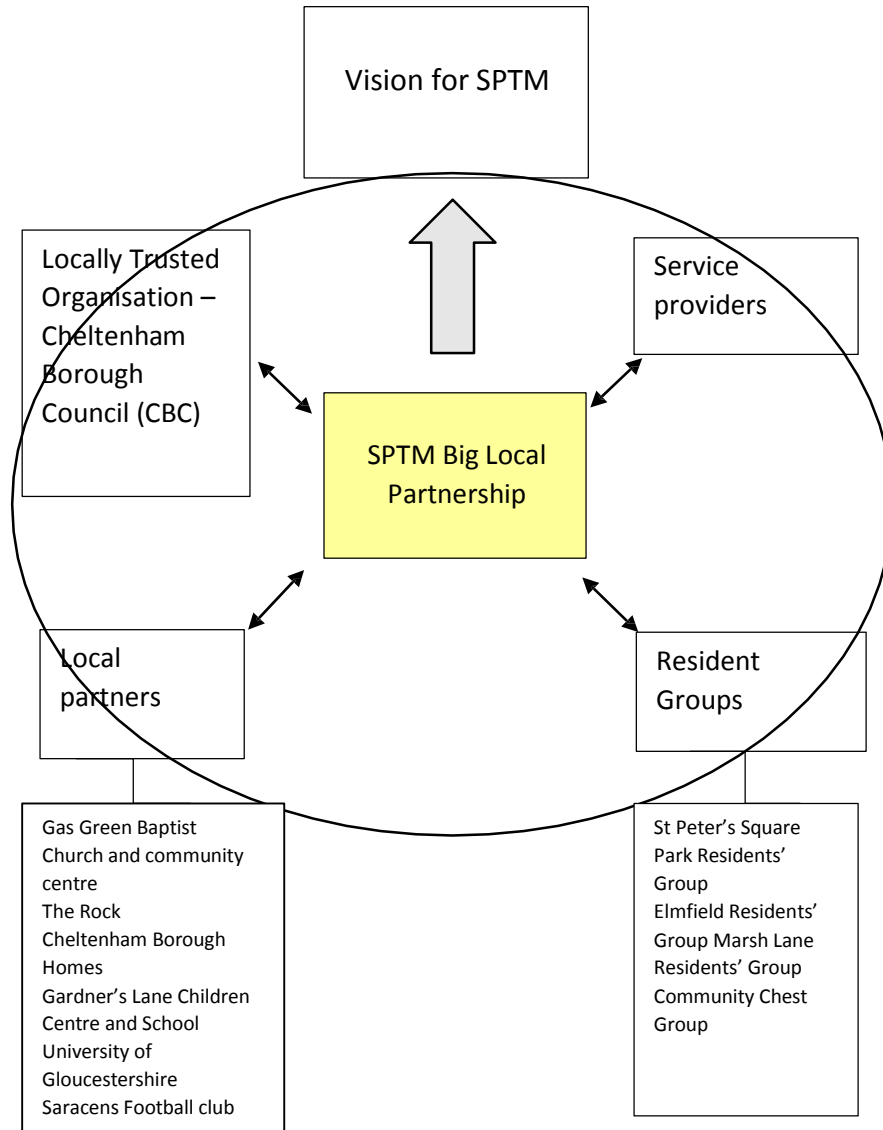 Vision for SPTM
Locally Trusted
Organisation –
Cheltenham
Borough
Council (CBC)
Service
providers
SPTM Big Local
Partnership
Local
partners
Resident
Groups
Gas Green Baptist
Church and community
centre
The Rock
Cheltenham Borough
Homes
Gardner’s Lane Children
Centre and School
University of
Gloucestershire
Saracens Football club
St Peter’s Square
Park Residents’
Group
Elmfield Residents’
Group Marsh Lane
Residents’ Group
Community Chest
Group